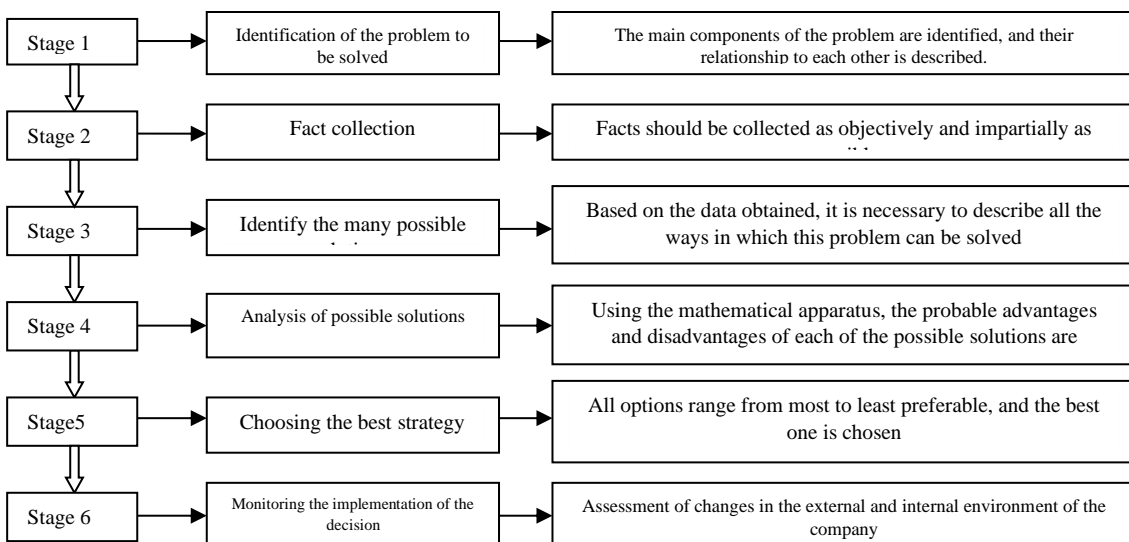 Stage 1
Identification of the problem to
be solved
The main components of the problem are identified, and their
relationship to each other is described.
Stage 2
Fact collection
Facts should be collected as objectively and impartially as
Stage 3
Identify the many possible
Based on the data obtained, it is necessary to describe all the
ways in which this problem can be solved
Stage 4
Analysis of possible solutions
Using the mathematical apparatus, the probable advantages
and disadvantages of each of the possible solutions are
Stage5
Choosing the best strategy
All options range from most to least preferable, and the best
one is chosen
Stage 6
Monitoring the implementation of the
decision
Assessment of changes in the external and internal environment of the
company